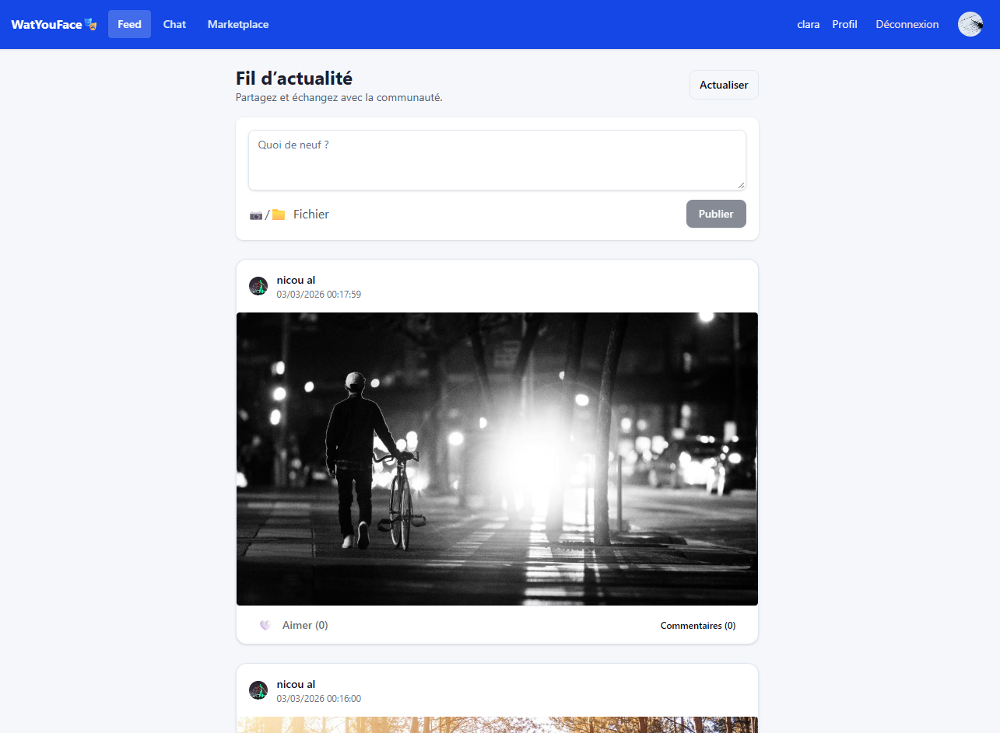 WatYouFace🎭 Feed Chat Marketplace clara Profil Déconnexion
Fil d’actualité
Partagez et échangez avec la communauté.
Actualiser
Quoi de neuf ?
📷/📁 Fichier
Publier
nicou al
03/03/2026 00:17:59
🤍 Aimer (0)
Commentaires (0)
nicou al
03/03/2026 00:16:00